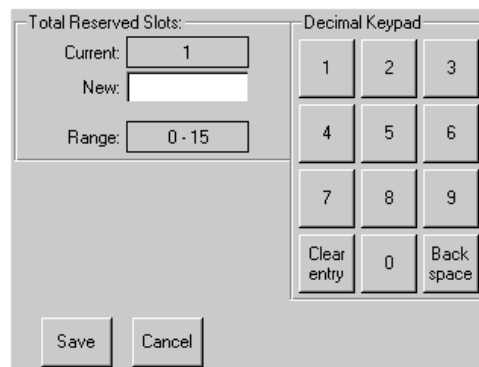 Total Reserved Slots:
Current: 1
New:
Range: 0 - 15
Decimal Keypad
1 2 3
4 5 6
7 8 9
Clear entry 0 Back space
Save Cancel